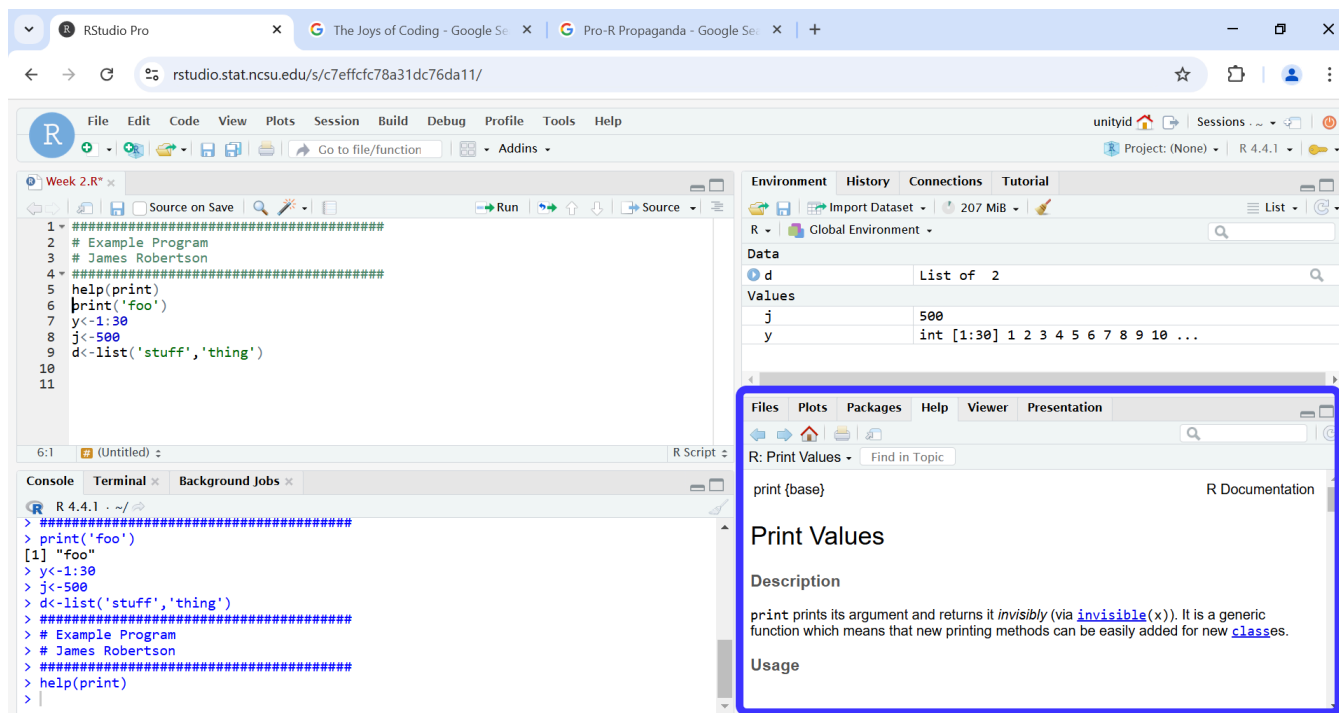 RStudio Pro
The Joys of Coding - Google Se
Pro-R Propaganda - Google Sea
rstudio.stat.ncsu.edu/s/c7effcfc78a31dc76da11/
R
File Edit Code View Plots Session Build Debug Profile Tools Help
unityid Sessions
Go to file/function Addins
Project: (None) R 4.4.1
Week 2.R*
Source on Save Run Source
1 #######################################
2 # Example Program
3 # James Robertson
4 #######################################
5 help(print)
6 print('foo')
7 y<-1:30
8 j<-500
9 d<-list('stuff','thing')
10
11
6:1 # (Untitled) R Script
Console Terminal Background Jobs
R 4.4.1 · ~/
> #######################################
> print('foo')
[1] "foo"
> y<-1:30
> j<-500
> d<-list('stuff','thing')
> #######################################
> # Example Program
> # James Robertson
> #######################################
> help(print)
>
Environment History Connections Tutorial
Import Dataset 207 MiB List
R Global Environment
Data
d List of 2
Values
j 500
y int [1:30] 1 2 3 4 5 6 7 8 9 10 ...
Files Plots Packages Help Viewer Presentation
R: Print Values Find in Topic
print {base} R Documentation
Print Values
Description
print prints its argument and returns it invisibly (via invisible(x)). It is a generic
function which means that new printing methods can be easily added for new classes.
Usage